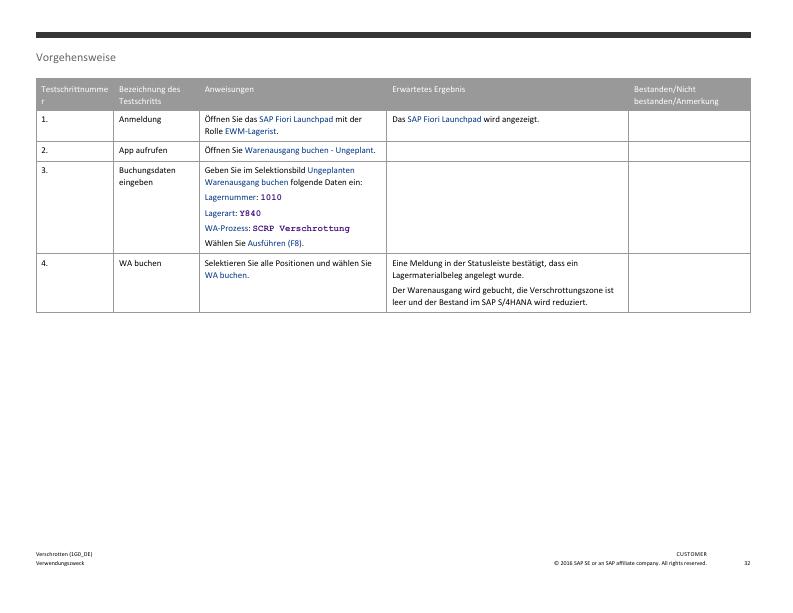 Vorgehensweise
Testschrittnumme
r
Bezeichnung des
Testschritts
Anweisungen
Erwartetes Ergebnis
Bestanden/Nicht
bestanden/Anmerkung
1.
Anmeldung
Öffnen Sie das SAP Fiori Launchpad mit der
Rolle EWM-Lagerist.
Das SAP Fiori Launchpad wird angezeigt.
2.
App aufrufen
Öffnen Sie Warenausgang buchen - Ungeplant.
3.
Buchungsdaten
eingeben
Geben Sie im Selektionsbild Ungeplanten
Warenausgang buchen folgende Daten ein:
Lagernummer: 1010
Lagerart: Y840
WA-Prozess: SCRP Verschrottung
Wählen Sie Ausführen (F8).
4.
WA buchen
Selektieren Sie alle Positionen und wählen Sie
WA buchen.
Eine Meldung in der Statusleiste bestätigt, dass ein
Lagermaterialbeleg angelegt wurde.
Der Warenausgang wird gebucht, die Verschrottungszone ist
leer und der Bestand im SAP S/4HANA wird reduziert.
Verschrotten (1G0_DE)
Verwendungszweck
CUSTOMER
© 2016 SAP SE or an SAP affiliate company. All rights reserved.
32